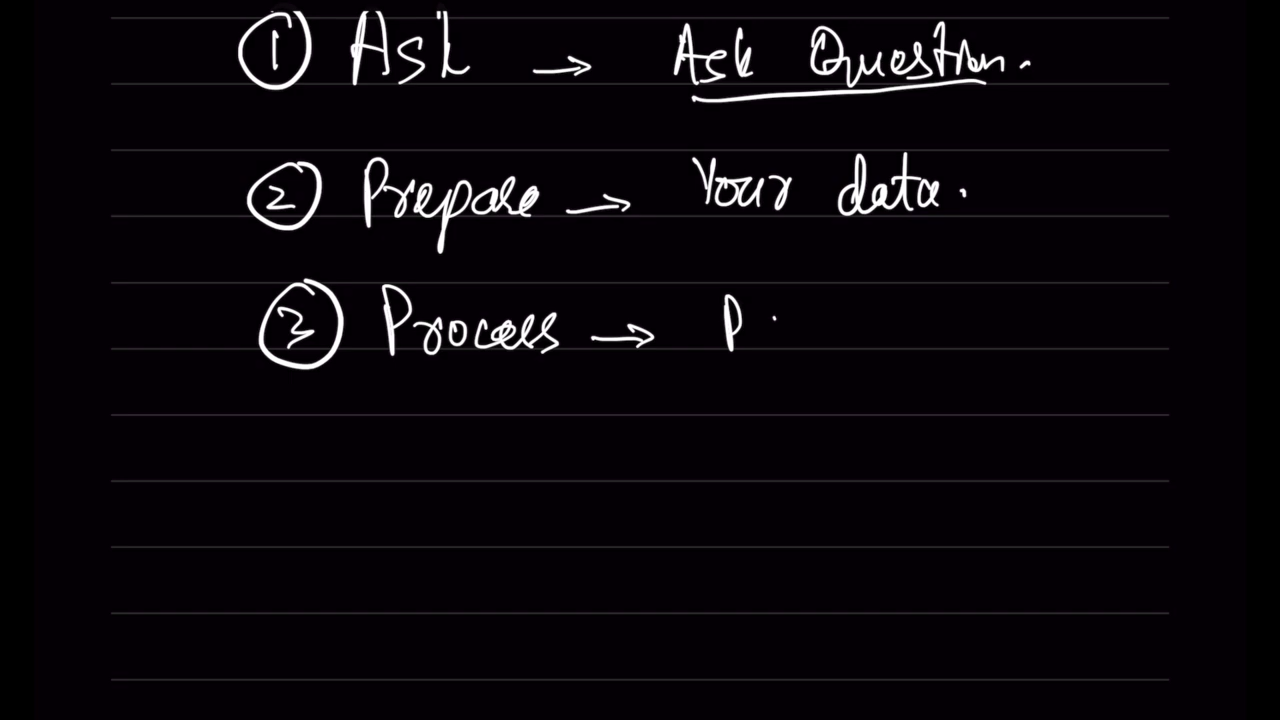 ① Ask → Ask Question.
② Prepare → Your data.
③ Process → P